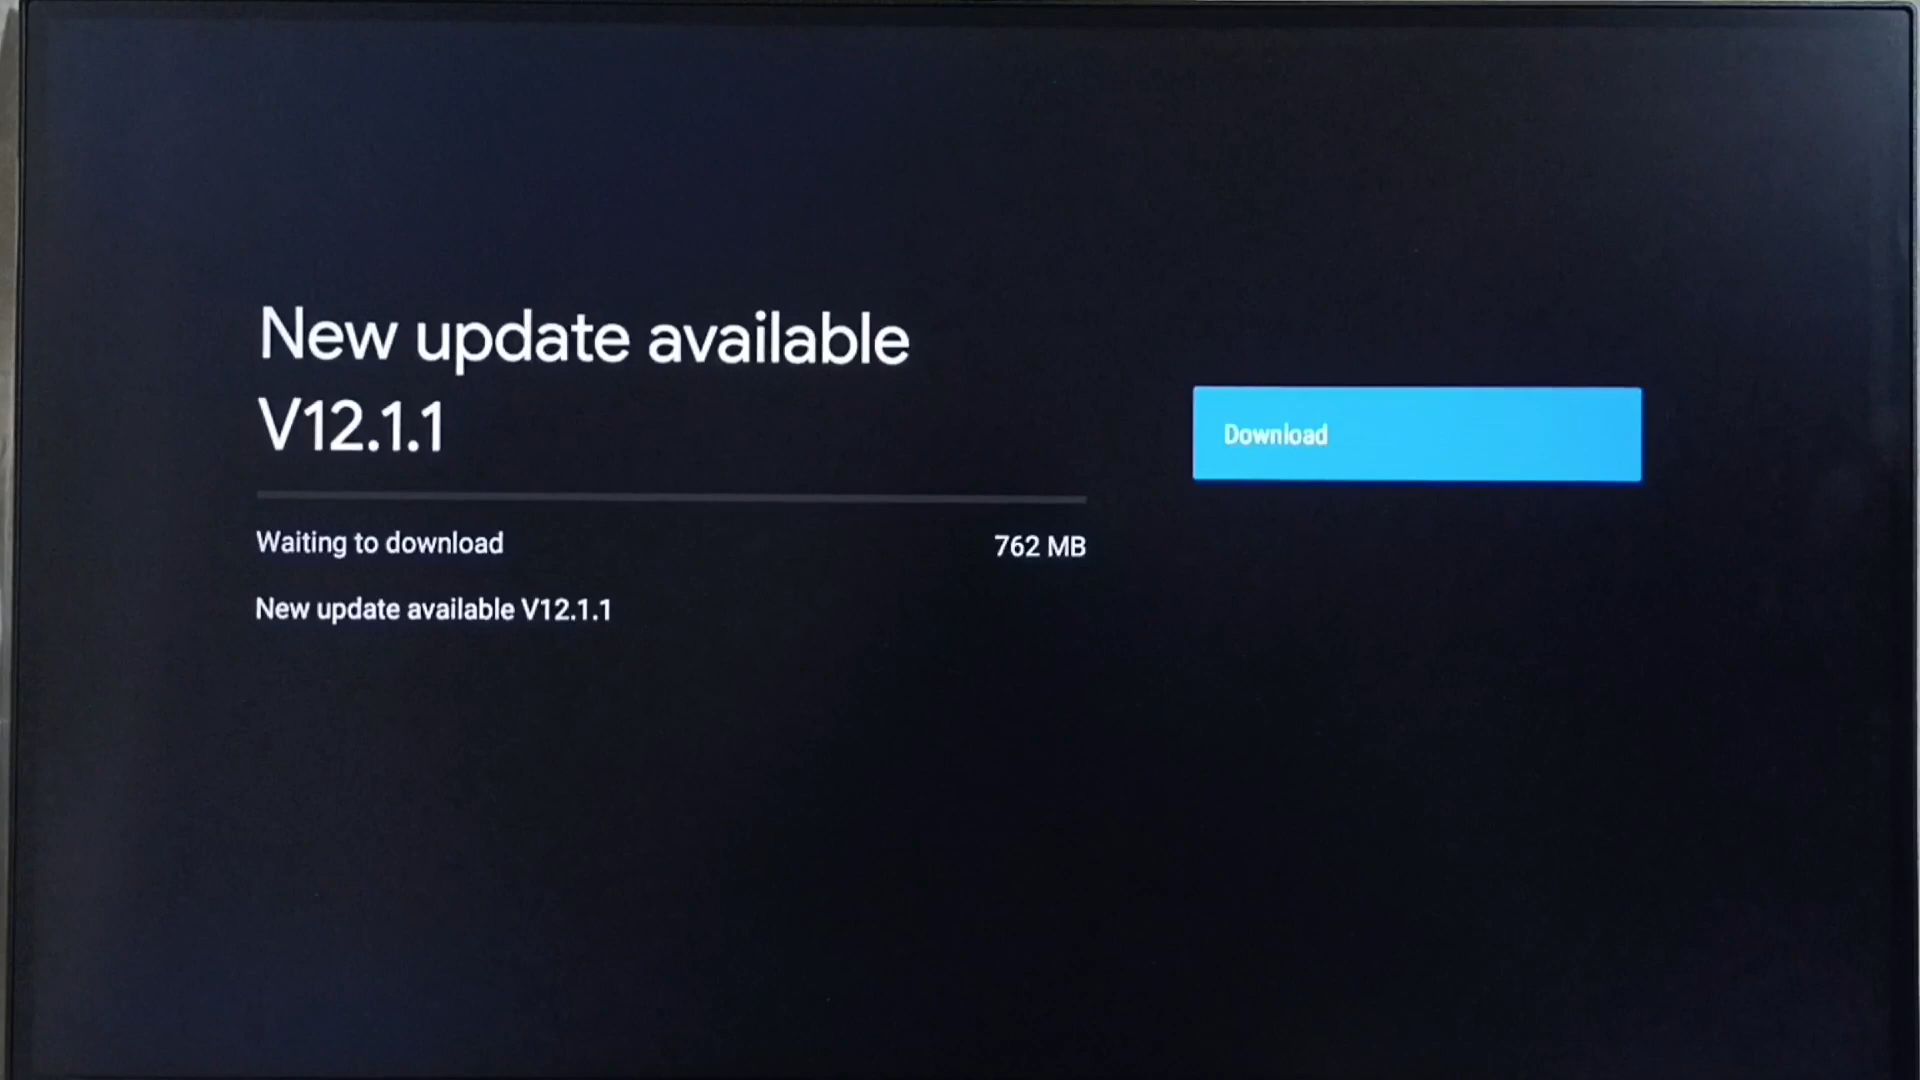 New update available
V12.1.1
Download
Waiting to download 762 MB
New update available V12.1.1